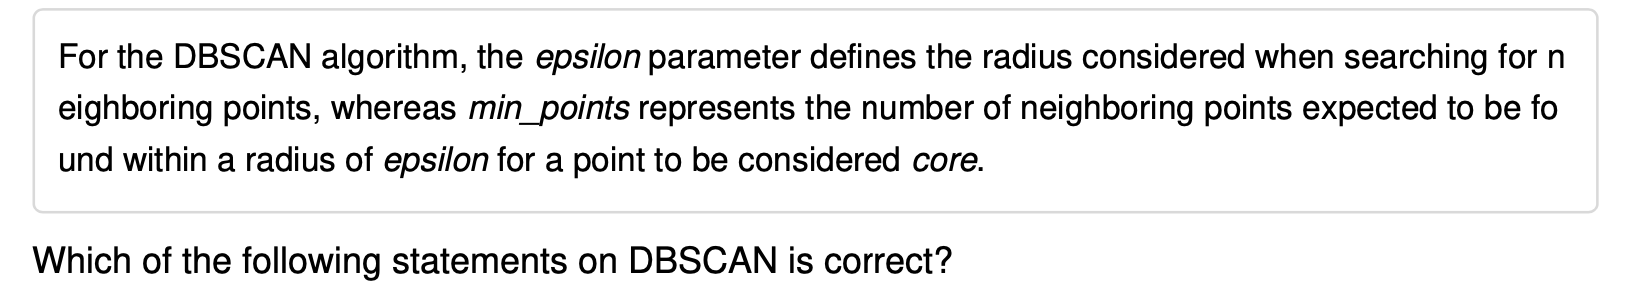 For the DBSCAN algorithm, the epsilon parameter defines the radius considered when searching for n
eighboring points, whereas min_points represents the number of neighboring points expected to be fo
und within a radius of epsilon for a point to be considered core.
Which of the following statements on DBSCAN is correct?